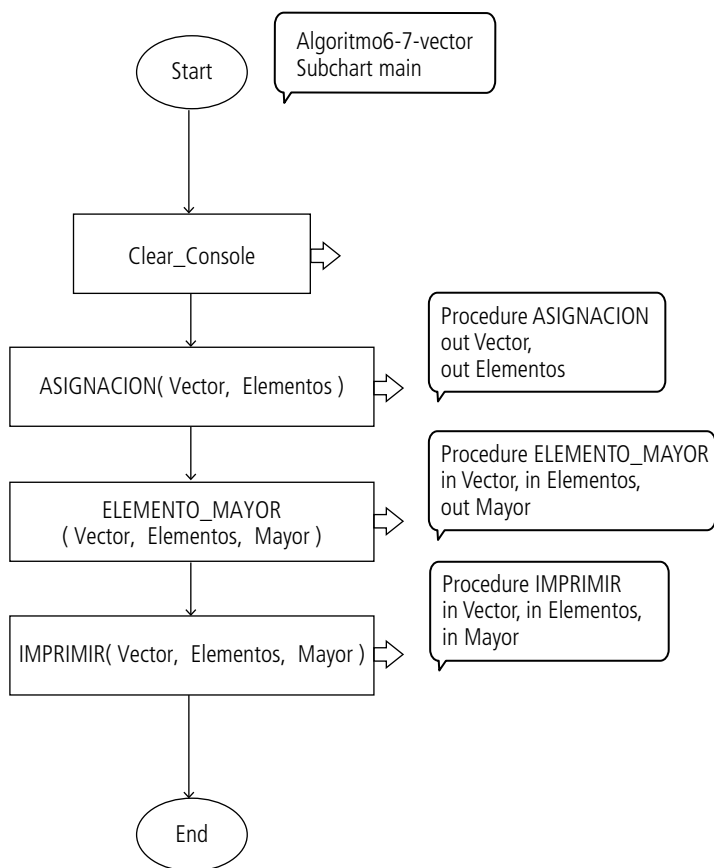 Algoritmo6-7-vector
Subchart main
Start
Clear_Console
Procedure ASIGNACION
out Vector,
out Elementos
ASIGNACION( Vector, Elementos )
Procedure ELEMENTO_MAYOR
in Vector, in Elementos,
out Mayor
ELEMENTO_MAYOR
( Vector, Elementos, Mayor )
Procedure IMPRIMIR
in Vector, in Elementos,
in Mayor
IMPRIMIR( Vector, Elementos, Mayor )
End